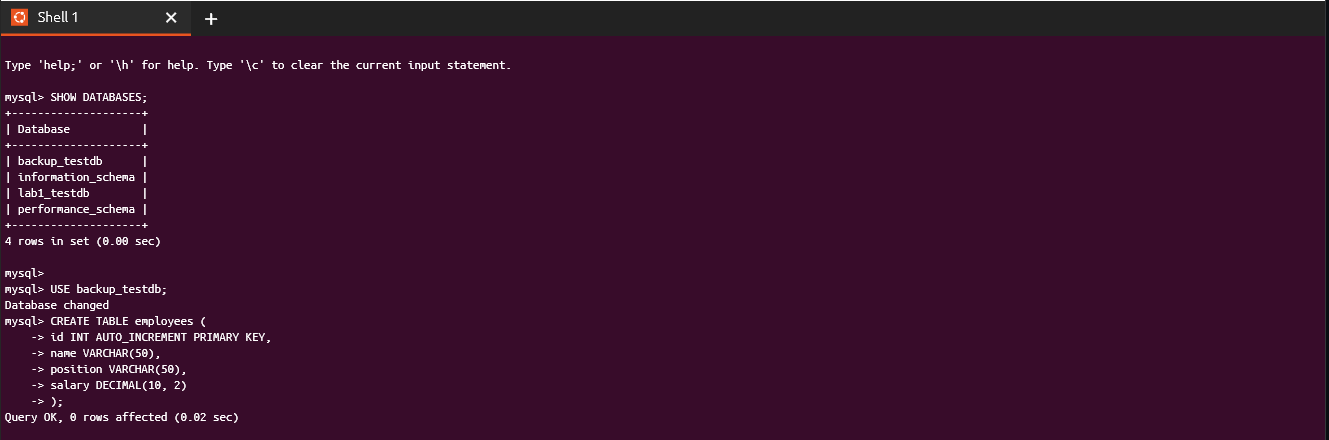 Shell 1
Type 'help;' or '\h' for help. Type '\c' to clear the current input statement.
mysql> SHOW DATABASES;
+--------------------+
| Database           |
+--------------------+
| backup_testdb      |
| information_schema |
| lab1_testdb        |
| performance_schema |
+--------------------+
4 rows in set (0.00 sec)
mysql>
mysql> USE backup_testdb;
Database changed
mysql> CREATE TABLE employees (
    -> id INT AUTO_INCREMENT PRIMARY KEY,
    -> name VARCHAR(50),
    -> position VARCHAR(50),
    -> salary DECIMAL(10, 2)
    -> );
Query OK, 0 rows affected (0.02 sec)